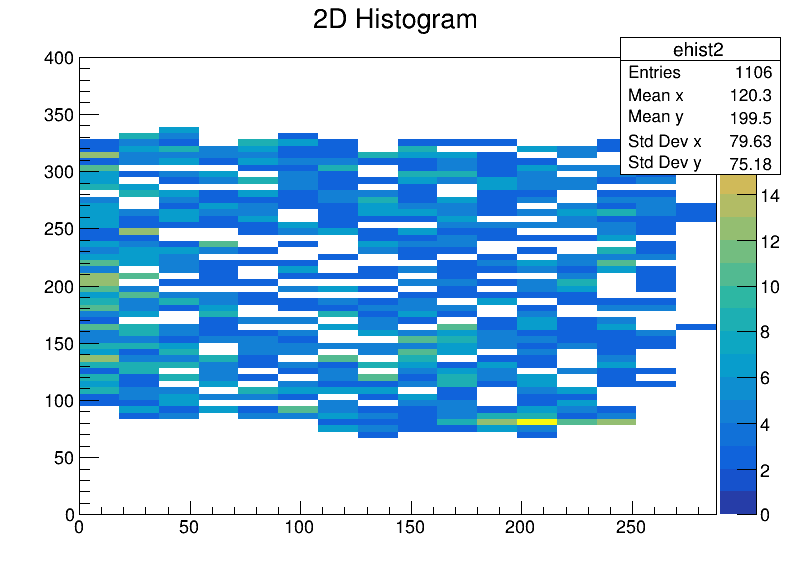 2D Histogram
ehist2
Entries 1106
Mean x 120.3
Mean y 199.5
Std Dev x 79.63
Std Dev y 75.18
400
350
300
250
200
150
100
50
0
0 50 100 150 200 250
14
12
10
8
6
4
2
0